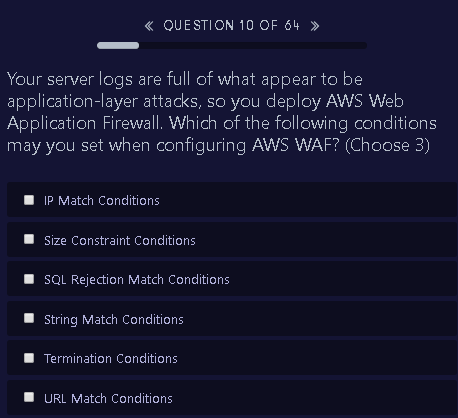 « QUESTION 10 OF 64 »
Your server logs are full of what appear to be
application-layer attacks, so you deploy AWS Web
Application Firewall. Which of the following conditions
may you set when configuring AWS WAF? (Choose 3)
IP Match Conditions
Size Constraint Conditions
SQL Rejection Match Conditions
String Match Conditions
Termination Conditions
URL Match Conditions